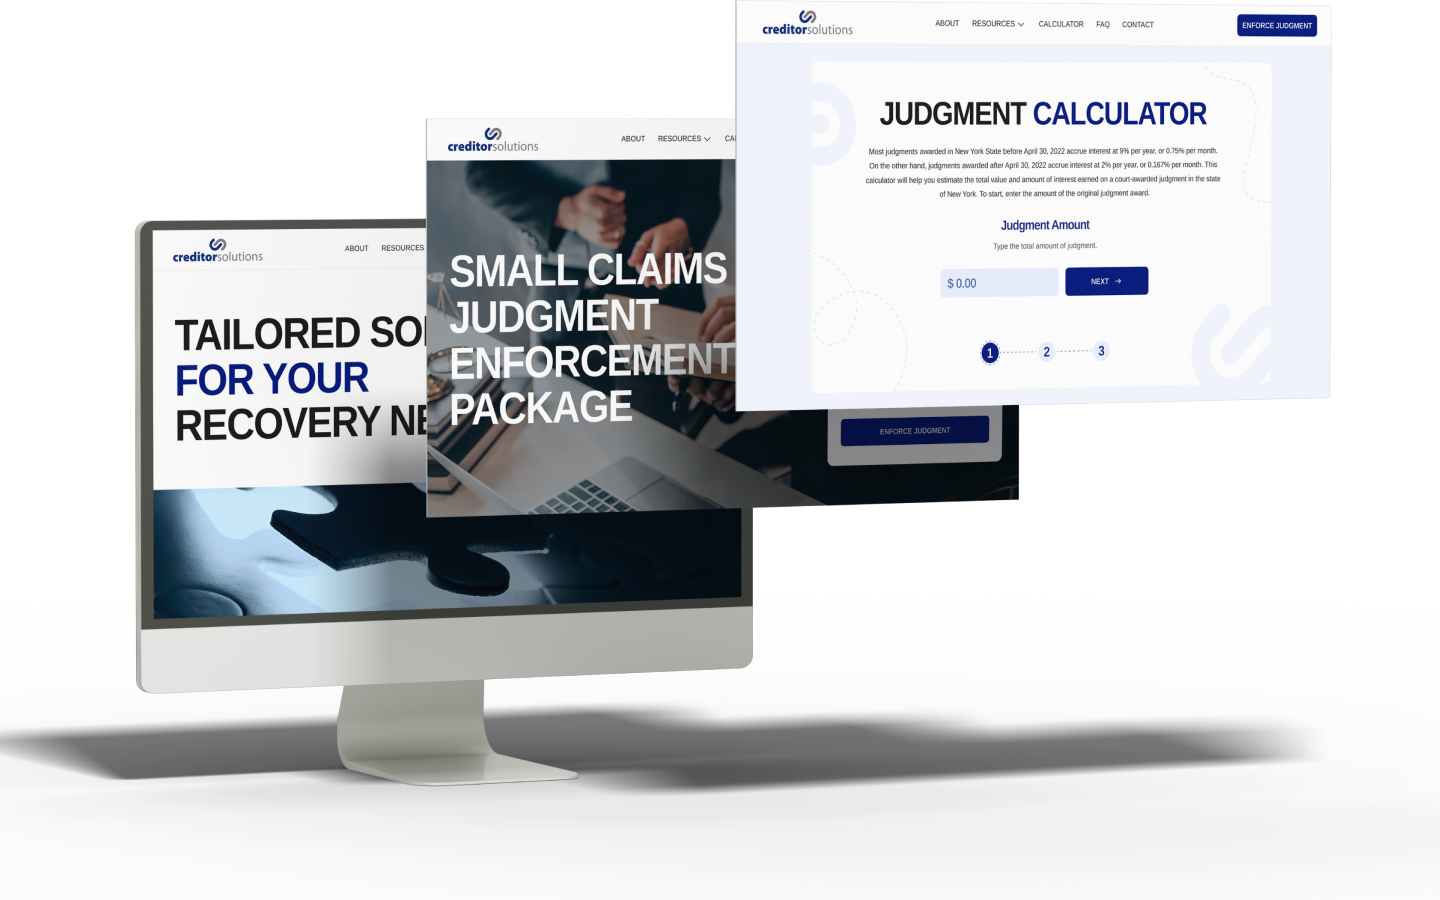 creditorsolutions
ABOUT RESOURCES CALCULATOR FAQ CONTACT
ENFORCE JUDGMENT
JUDGMENT CALCULATOR
Most judgments awarded in New York State before April 30, 2022 accrue interest at 9% per year, or 0.75% per month.
On the other hand, judgments awarded after April 30, 2022 accrue interest at 2% per year, or 0.167% per month. This
calculator will help you estimate the total value and amount of interest earned on a court-awarded judgment in the state
of New York. To start, enter the amount of the original judgment award.
Judgment Amount
Type the total amount of judgment.
$ 0.00
NEXT →
1 2 3
creditorsolutions
ABOUT RESOURCES
SMALL CLAIMS
JUDGMENT
ENFORCEMENT
PACKAGE
ENFORCE JUDGMENT
creditorsolutions
ABOUT RESOURCES
TAILORED
FOR YOUR
RECOVERY